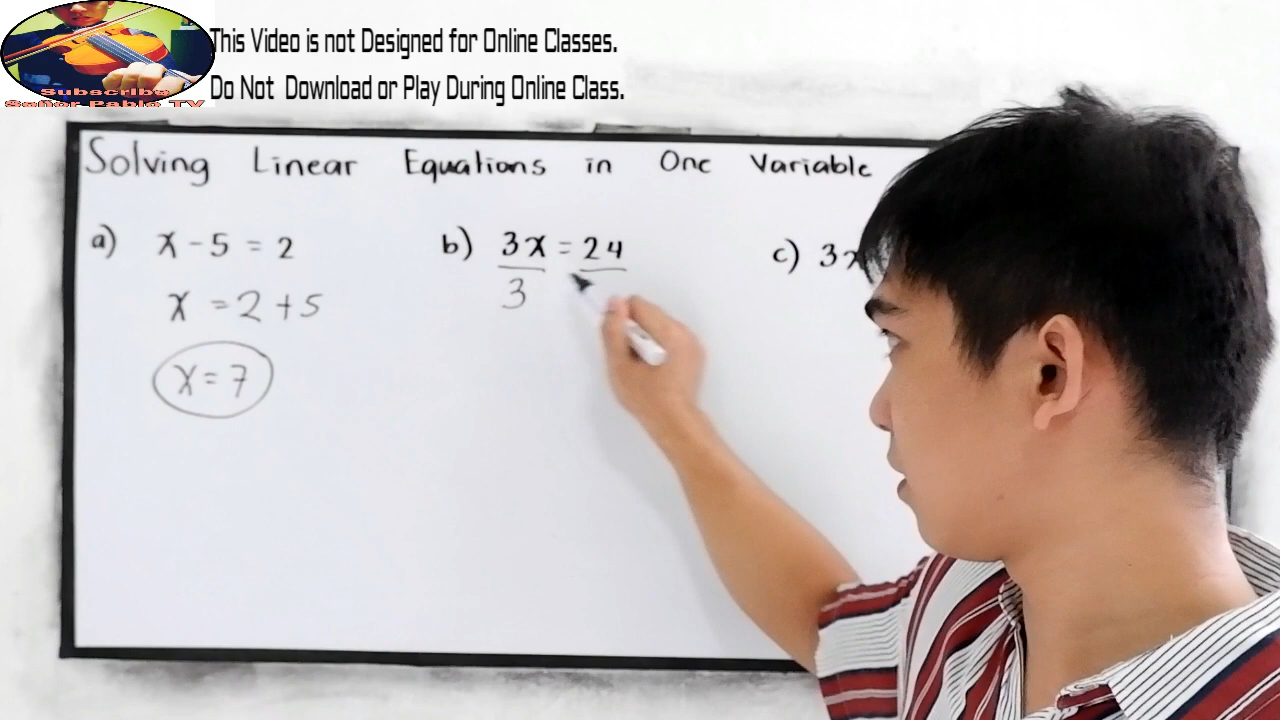 This Video is not Designed for Online Classes.
Do Not Download or Play During Online Class.
Subscribe
Señor Pablo TV
Solving Linear Equations in One Variable
a) x - 5 = 2
x = 2 + 5
x = 7
b) 3x = 24
3
c) 3x